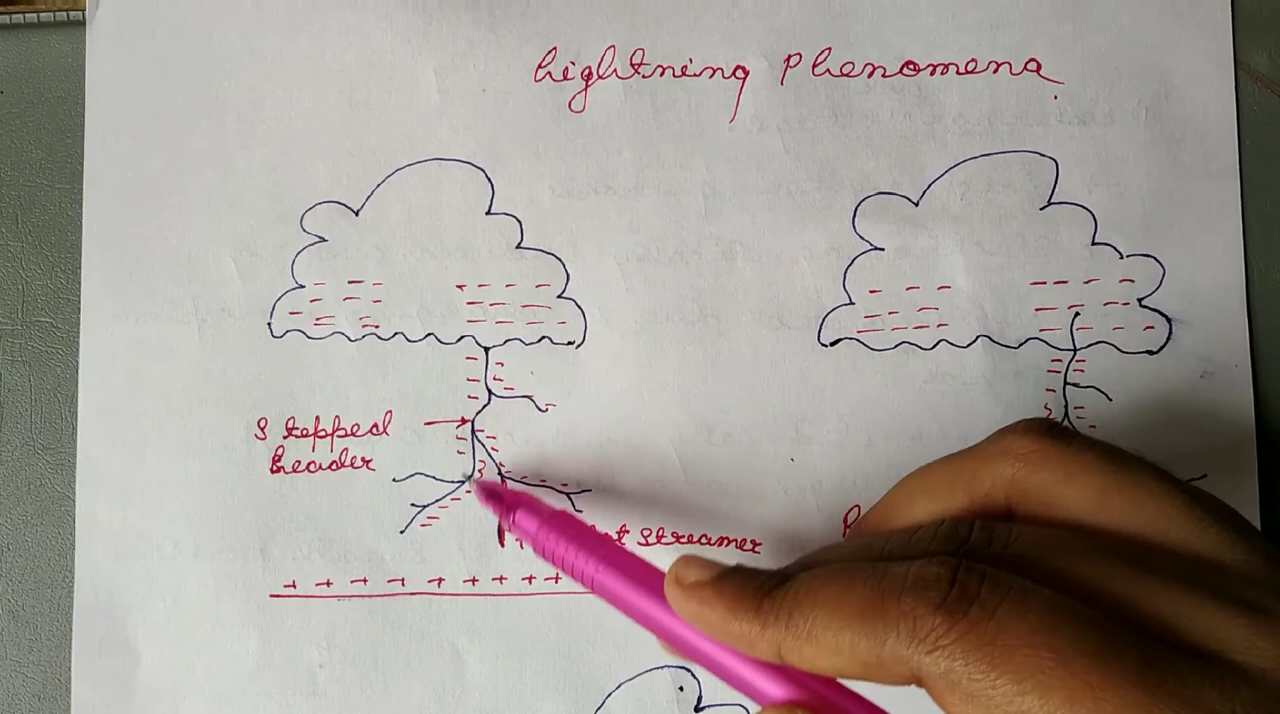 Lightning Phenomena.
Stepped
Leader
streamer
+ + + + + + + + +